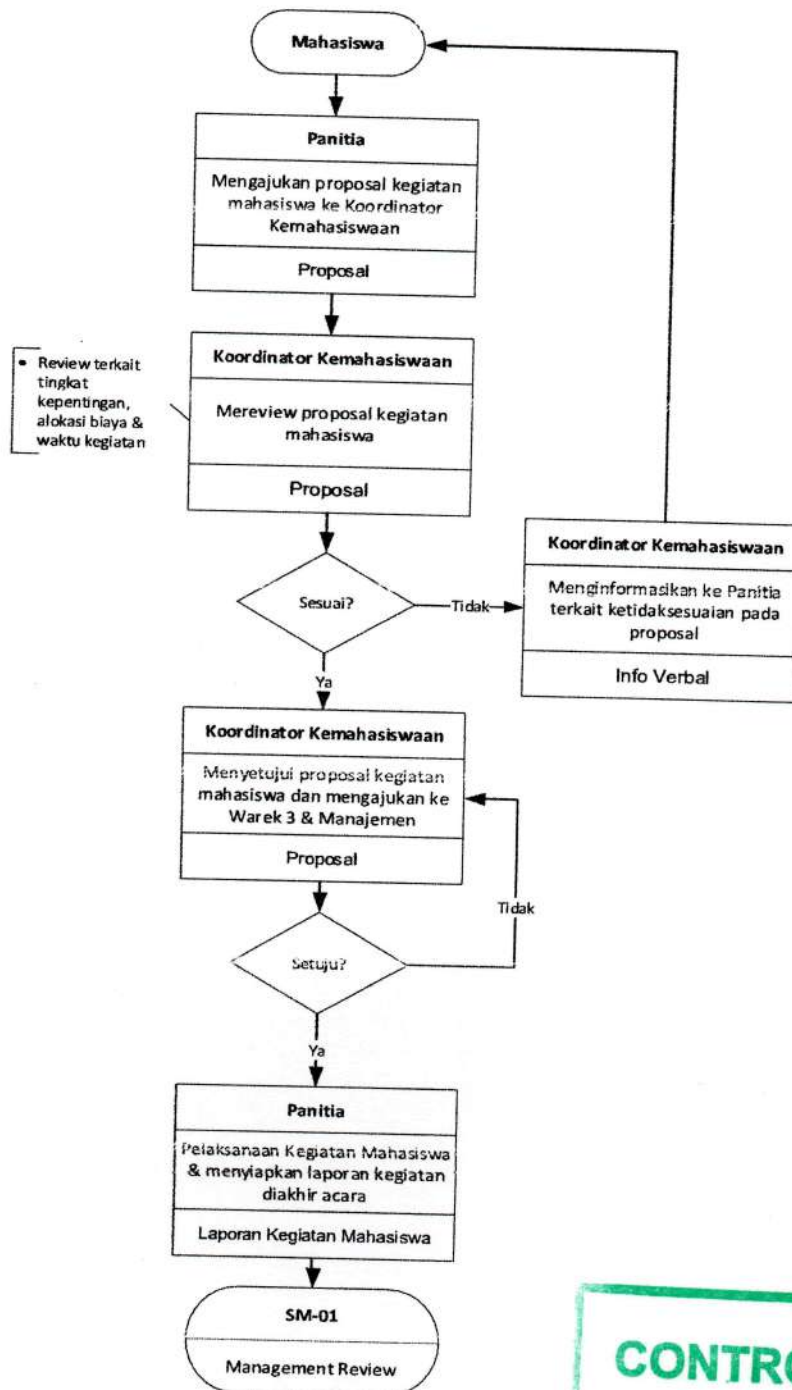 Mahasiswa
Panitia
Mengajukan proposal kegiatan
mahasiswa ke Koordinator
Kemahasiswaan
Proposal
Koordinator Kemahasiswaan
• Review terkait
tingkat
kepentingan,
alokasi biaya &
waktu kegiatan
Mereview proposal kegiatan
mahasiswa
Proposal
Sesuai?
Tidak
Koordinator Kemahasiswaan
Menginformasikan ke Panitia
terkait ketidaksesuaian pada
proposal
Info Verbal
Ya
Koordinator Kemahasiswaan
Menyetujui proposal kegiatan
mahasiswa dan mengajukan ke
Warek 3 & Manajemen
Proposal
Tidak
Setuju?
Ya
Panitia
Pelaksanaan Kegiatan Mahasiswa
& menyiapkan laporan kegiatan
diakhir acara
Laporan Kegiatan Mahasiswa
SM-01
Management Review
CONTRO